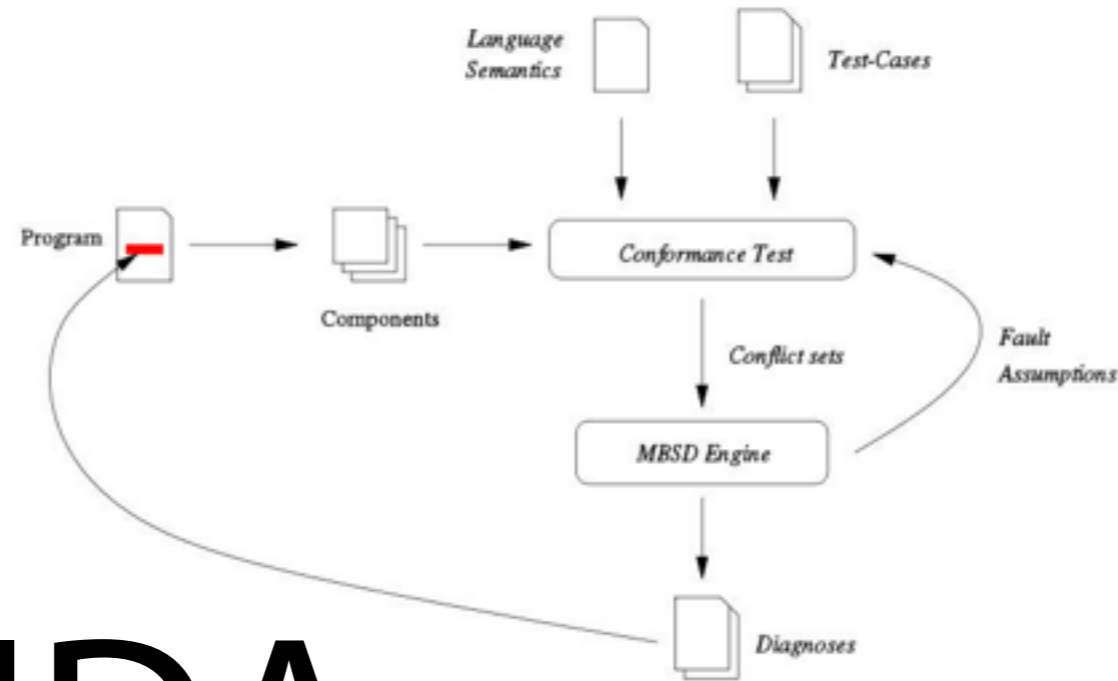 Language
Semantics
Test-Cases
Program
Conformance Test
Components
Conflict sets
Fault
Assumptions
MBSD Engine
Diagnoses